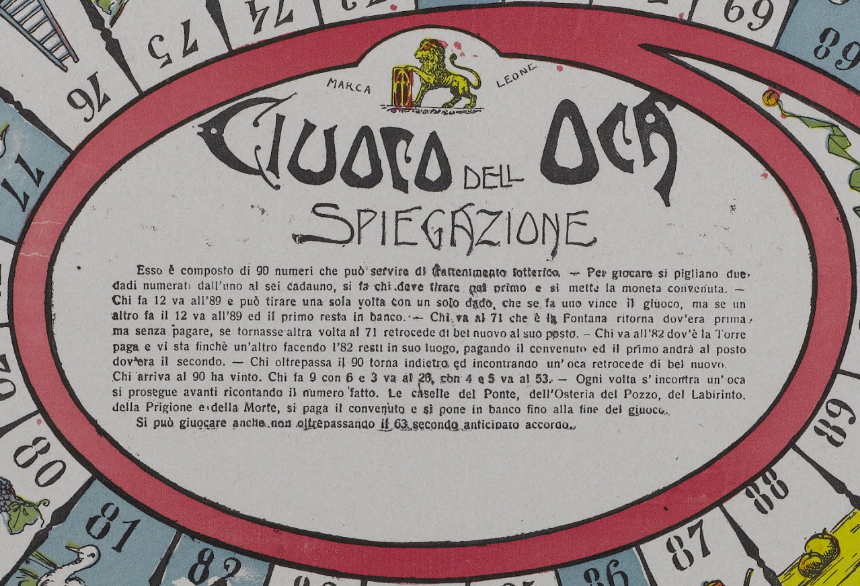 MARCA LEONE
GIUOCO DELL OCA
SPIEGAZIONE
Esso è composto di 90 numeri che può servire di trattenimento lotterico. — Per giocare si pigliano due
dadi numerati dall'uno al sei cadauno, si fa chi deve tirare pel primo e si mette la moneta convenuta. —
Chi fa 12 va all'89 e può tirare una sola volta con un solo dado, che se fa uno vince il giuoco, ma se un
altro fa il 12 va all'89 ed il primo resta in banco. — Chi va al 71 che è la Fontana ritorna dov'era prima,
ma senza pagare, se tornasse altra volta al 71 retrocede di bel nuovo al suo posto. – Chi va all'82 dov'è la Torre
paga e vi sta finchè un'altro facendo l'82 resti in suo luogo, pagando il convenuto ed il primo andrà al posto
dov'era il secondo. — Chi oltrepassa il 90 torna indietro ed incontrando un'oca retrocede di bel nuovo.
Chi arriva al 90 ha vinto. Chi fa 9 con 6 e 3 va al 26, con 4 e 5 va al 53. — Ogni volta s'incontra un'oca
si prosegue avanti ricontando il numero fatto. Le caselle del Ponte, dell'Osteria del Pozzo, del Labirinto,
della Prigione e della Morte, si paga il convenuto e si pone in banco fino alla fine del giuoco.
Si può giuocare anche non oltrepassando il 63 secondo anticipato accordo.
69
68
74
75
76
77
80
81
82
86
87
88
89